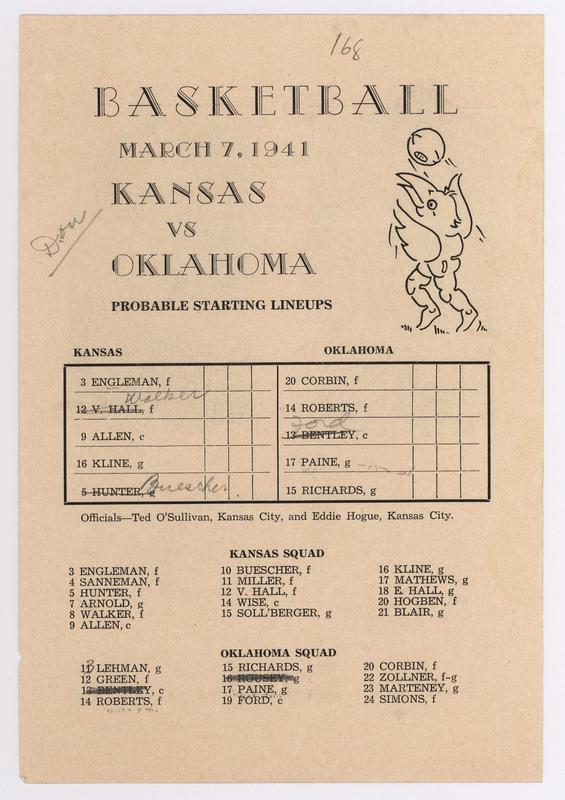 168
BASKETBALL
MARCH 7, 1941
KANSAS
VS
OKLAHOMA
Don
PROBABLE STARTING LINEUPS
KANSAS OKLAHOMA
3 ENGLEMAN, f 20 CORBIN, f
Walker
12 V. HALL, f 14 ROBERTS, f
Ford
9 ALLEN, c 13 BENTLEY, c
16 KLINE, g 17 PAINE, g
Buescher
5 HUNTER, g 15 RICHARDS, g
Officials—Ted O'Sullivan, Kansas City, and Eddie Hogue, Kansas City.
KANSAS SQUAD
3 ENGLEMAN, f 10 BUESCHER, f 16 KLINE, g
4 SANNEMAN, f 11 MILLER, f 17 MATHEWS, g
5 HUNTER, f 12 V. HALL, f 18 E. HALL, g
7 ARNOLD, g 14 WISE, c 20 HOGBEN, f
8 WALKER, f 15 SOLL'BERGER, g 21 BLAIR, g
9 ALLEN, c
OKLAHOMA SQUAD
LEHMAN, g 15 RICHARDS, g 20 CORBIN, f
12 GREEN, f 16 ROUSEY, g 22 ZOLLNER, f-g
13 BENTLEY, c 17 PAINE, g 23 MARTENEY, g
14 ROBERTS, f 19 FORD, c 24 SIMONS, f